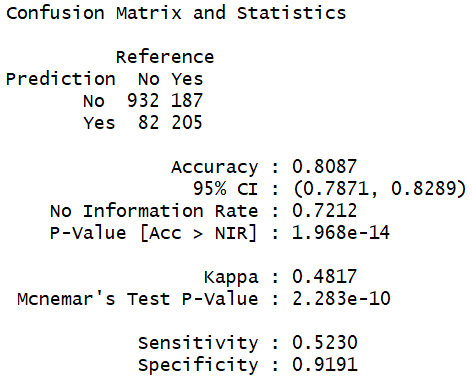 Confusion Matrix and Statistics
Reference
Prediction No Yes
No 932 187
Yes 82 205
Accuracy : 0.8087
95% CI : (0.7871, 0.8289)
No Information Rate : 0.7212
P-Value [Acc > NIR] : 1.968e-14
Kappa : 0.4817
Mcnemar's Test P-Value : 2.283e-10
Sensitivity : 0.5230
Specificity : 0.9191